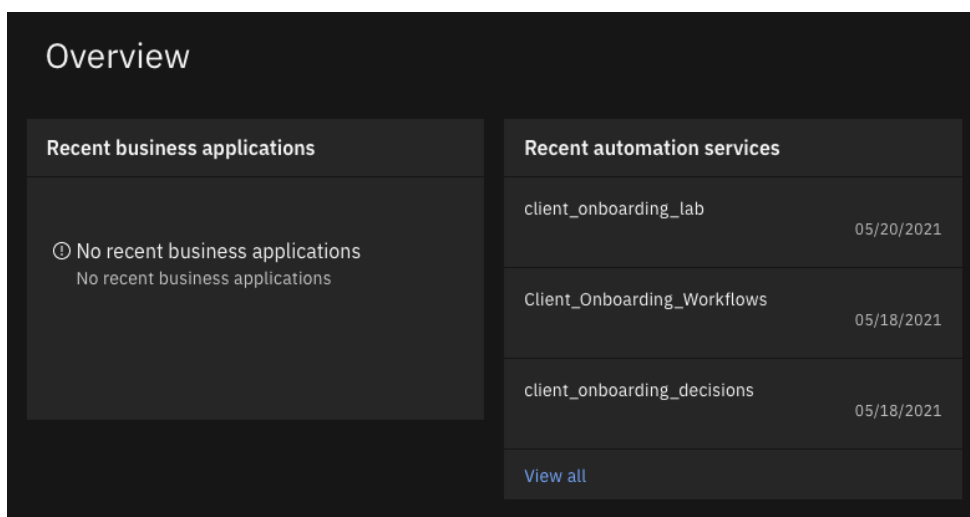 Overview
Recent business applications
No recent business applications
No recent business applications
Recent automation services
client_onboarding_lab
05/20/2021
Client_Onboarding_Workflows
05/18/2021
client_onboarding_decisions
05/18/2021
View all